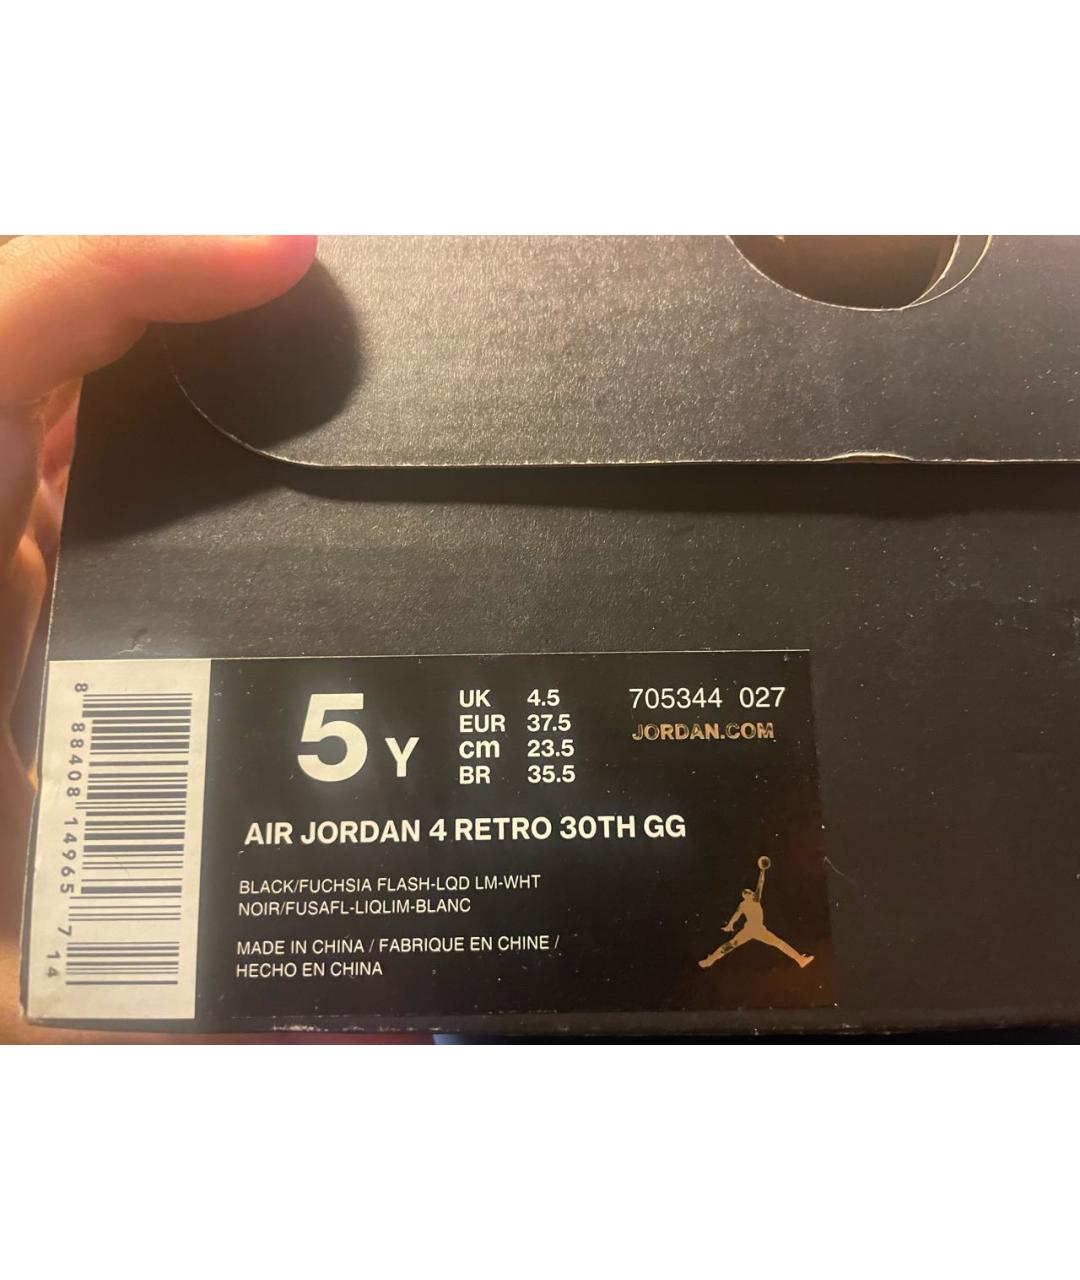 8 88408 14965 7 14
5 Y
UK 4.5
EUR 37.5
cm 23.5
BR 35.5
705344 027
JORDAN.COM
AIR JORDAN 4 RETRO 30TH GG
BLACK/FUCHSIA FLASH-LQD LM-WHT
NOIR/FUSAFL-LIQLIM-BLANC
MADE IN CHINA / FABRIQUE EN CHINE /
HECHO EN CHINA